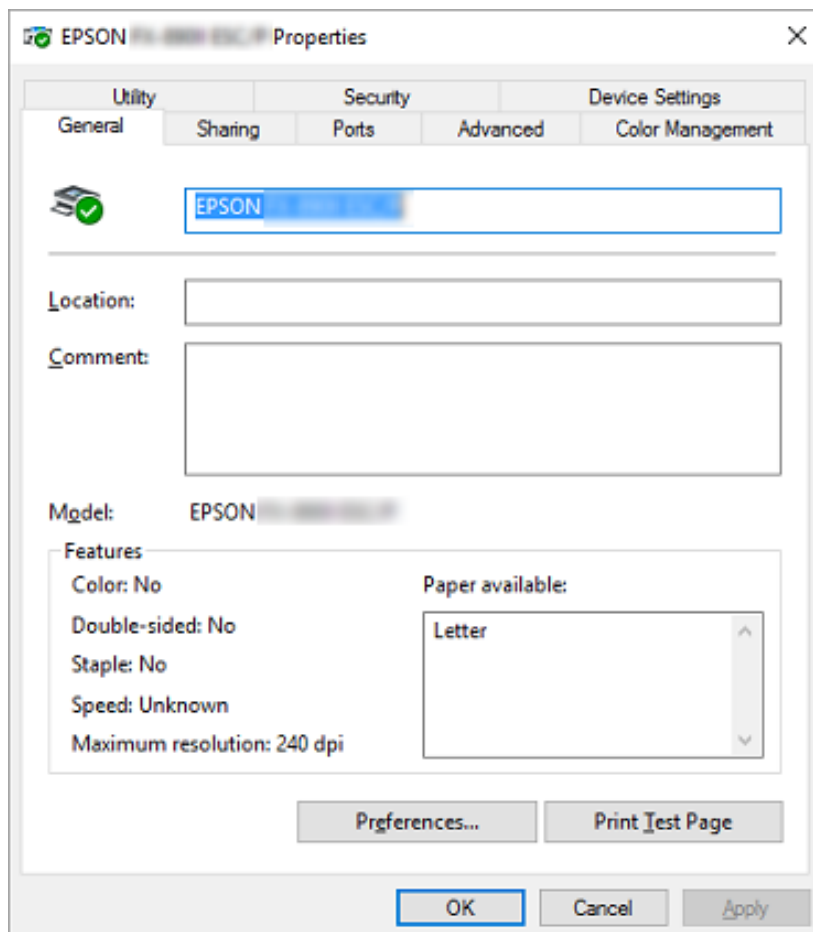 EPSON Properties
Utility Security Device Settings
General Sharing Ports Advanced Color Management
EPSON
Location:
Comment:
Model: EPSON
Features
Color: No
Paper available:
Double-sided: No
Letter
Staple: No
Speed: Unknown
Maximum resolution: 240 dpi
Preferences... Print Test Page
OK Cancel Apply